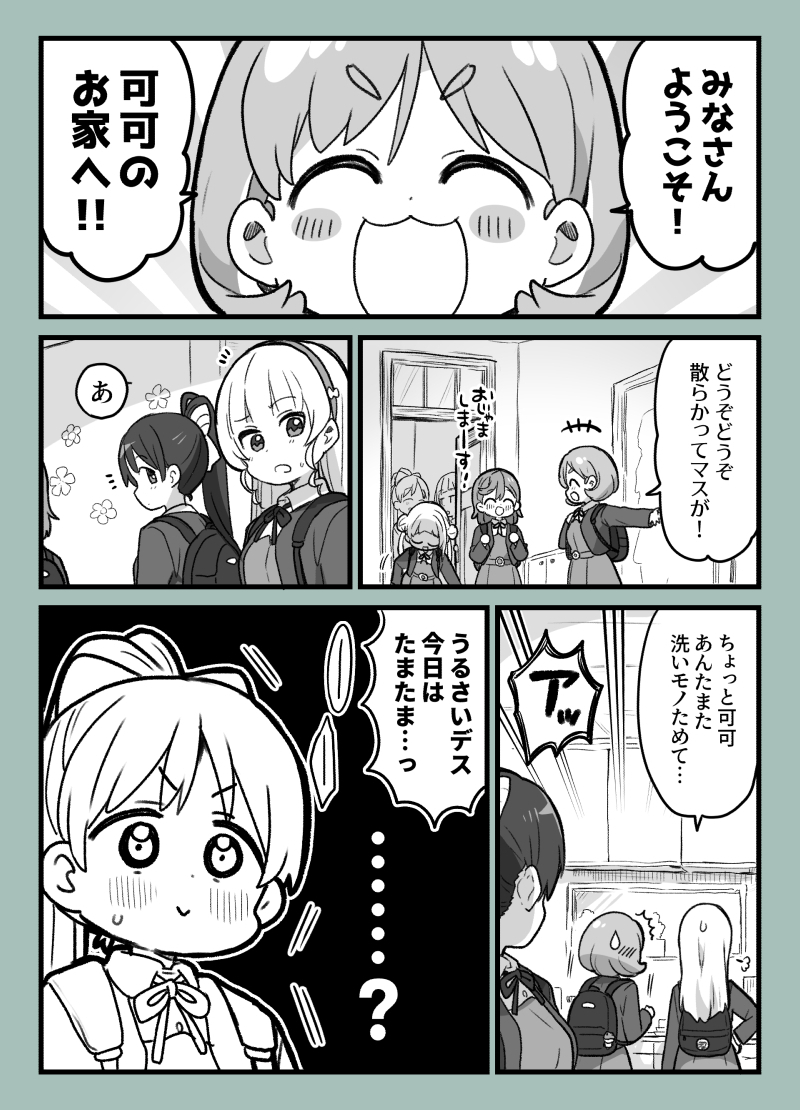 みなさん
ようこそ！
可可の
お家へ!!
どうぞどうぞ
散らかってマスが！
おじゃま
しまーす!!
あ
ちょっと可可
あんたまた
洗いモノためて…
アッ
うるさいデス
今日は
たまたま…っ
………？